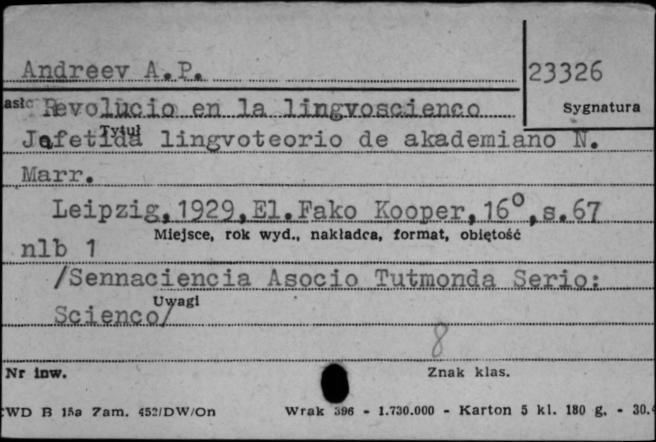 Andreev A.P.
23326
Sygnatura
Revolucio en la lingvoscienco
Tytuł
Jafetida lingvoteorio de akademiano N.
Marr.
Leipzig,1929,El.Fako Kooper,16°,s.67
Miejsce, rok wyd., nakładca, format, objętość
nlb 1
/Sennaciencia Asocio Tutmonda Serio:
Uwagi
Scienco/
8
Nr inw.
Znak klas.
WD B 15a Zam. 452/DW/On Wrak 396 - 1.730.000 - Karton 5 kl. 180 g. - 30.